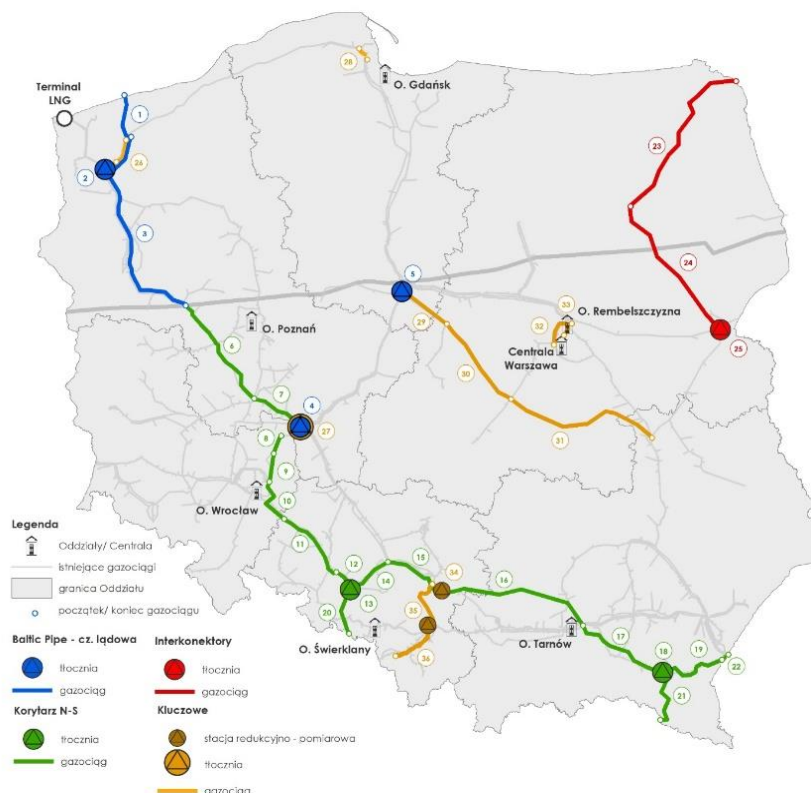 28
O. Gdańsk
Terminal
LNG
1
26
2
23
3
24
5
33
O. Rembelszczyzna
29
32
O. Poznań
Centrala
Warszawa
25
6
30
7
4
31
27
8
9
O. Wrocław
10
11
12
15
34
14
16
13
35
20
O. Świerklany
36
O. Tarnów
17
18
19
22
21
Legenda
Oddziały/ Centrala
istniejące gazociągi
granica Oddziału
początek/ koniec gazociągu
Baltic Pipe - cz. lądowa
tłocznia
gazociąg
Korytarz N-S
tłocznia
gazociąg
Interkonektory
tłocznia
gazociąg
Kluczowe
stacja redukcyjno - pomiarowa
tłocznia
gazociąg